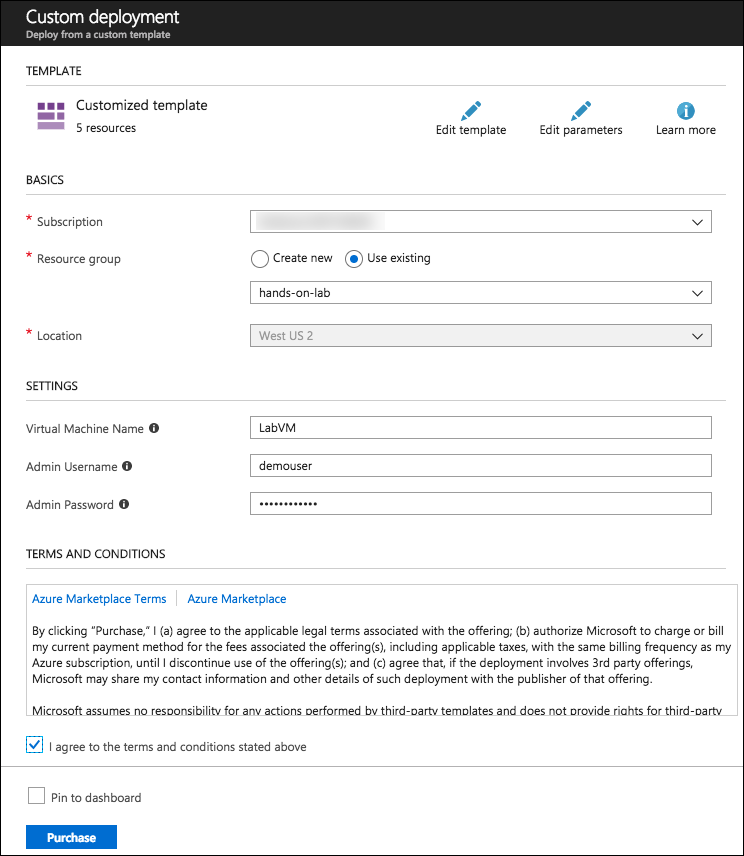 Custom deployment
Deploy from a custom template
TEMPLATE
Customized template
5 resources
Edit template
Edit parameters
Learn more
BASICS
* Subscription
* Resource group
Create new
Use existing
hands-on-lab
* Location
West US 2
SETTINGS
Virtual Machine Name
LabVM
Admin Username
demouser
Admin Password
••••••••••••
TERMS AND CONDITIONS
Azure Marketplace Terms
Azure Marketplace
By clicking “Purchase,” I (a) agree to the applicable legal terms associated with the offering; (b) authorize Microsoft to charge or bill
my current payment method for the fees associated the offering(s), including applicable taxes, with the same billing frequency as my
Azure subscription, until I discontinue use of the offering(s); and (c) agree that, if the deployment involves 3rd party offerings,
Microsoft may share my contact information and other details of such deployment with the publisher of that offering.
Microsoft assumes no responsibility for any actions performed by third-party templates and does not provide rights for third-party
I agree to the terms and conditions stated above
Pin to dashboard
Purchase